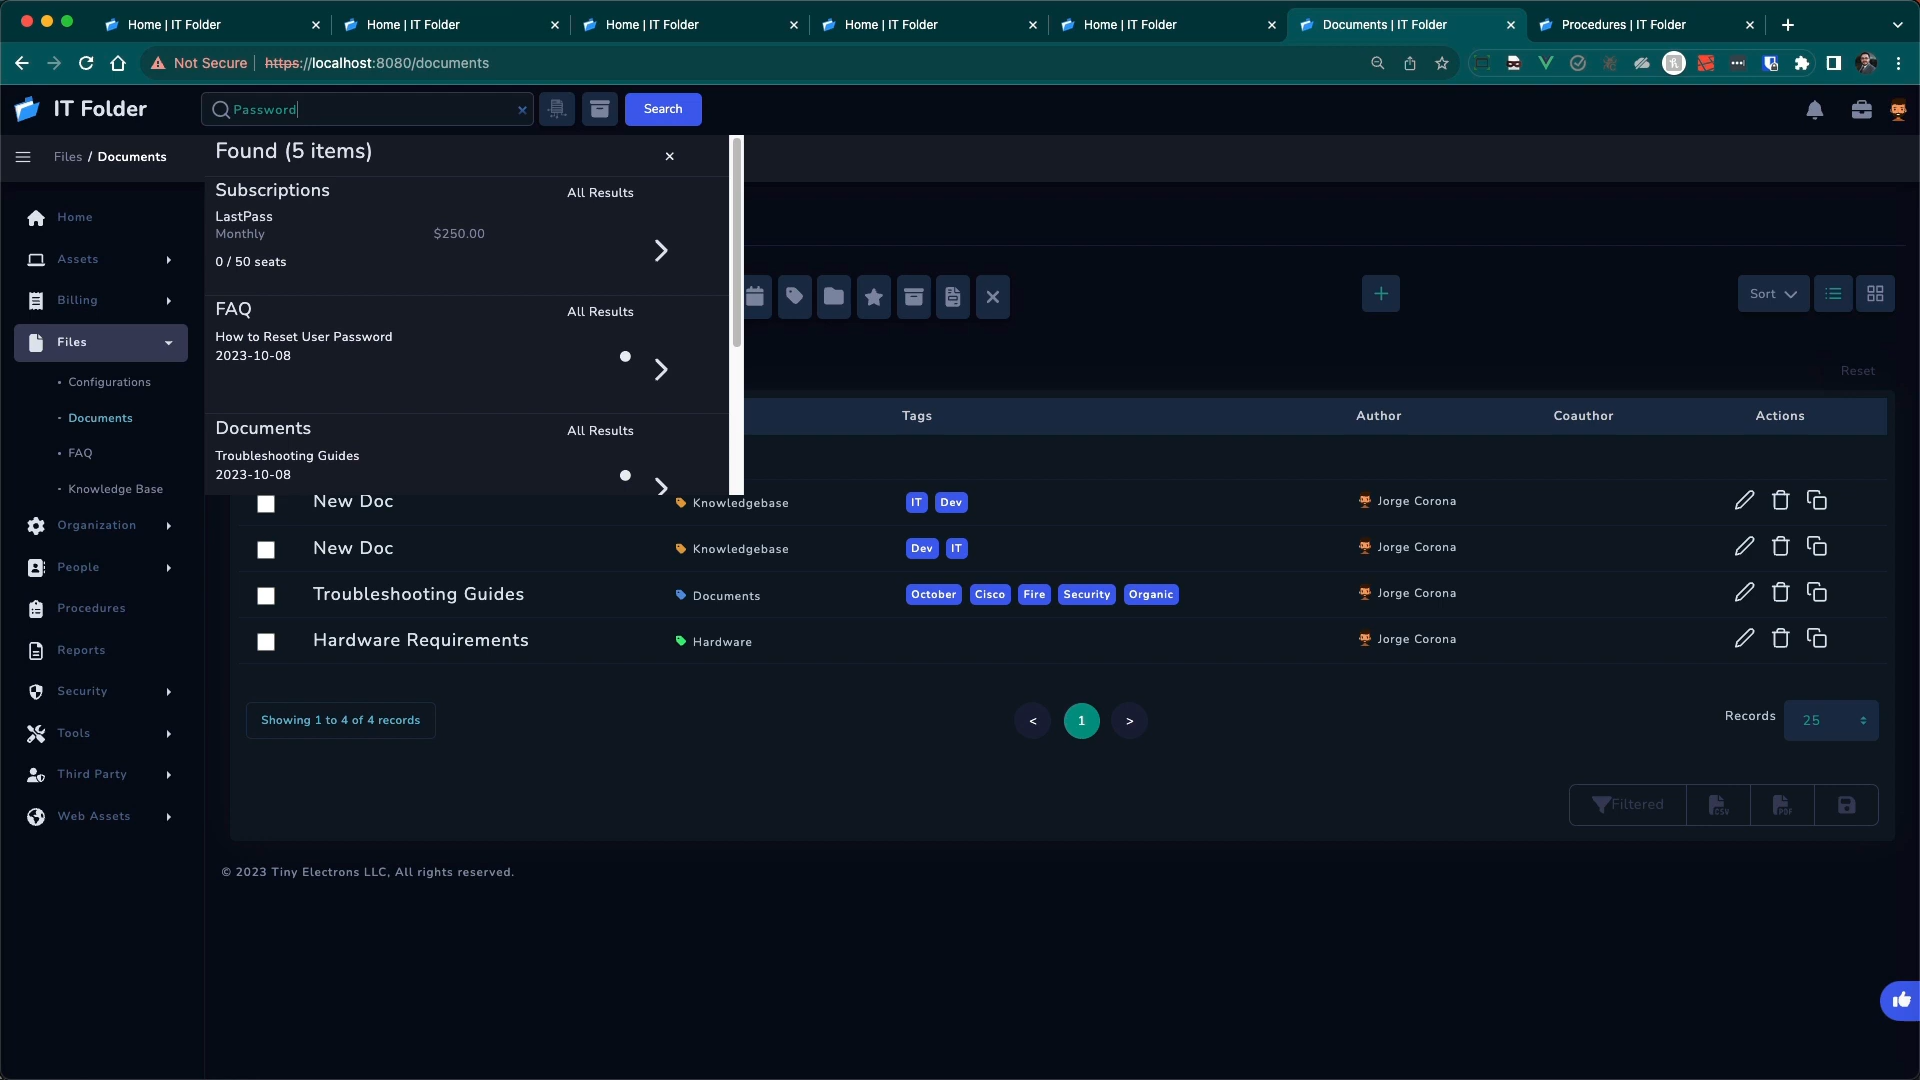 Home | IT Folder
Home | IT Folder
Home | IT Folder
Home | IT Folder
Home | IT Folder
Documents | IT Folder
Procedures | IT Folder
Not Secure | https://localhost:8080/documents
IT Folder
Password
Search
Files / Documents
Found (5 items)
Subscriptions
All Results
LastPass
Monthly
$250.00
0 / 50 seats
FAQ
All Results
How to Reset User Password
2023-10-08
Documents
All Results
Troubleshooting Guides
2023-10-08
Home
Assets
Billing
Files
Configurations
Documents
FAQ
Knowledge Base
Organization
People
Procedures
Reports
Security
Tools
Third Party
Web Assets
Sort
Reset
Tags
Author
Coauthor
Actions
New Doc
Knowledgebase
IT Dev
Jorge Corona
New Doc
Knowledgebase
Dev IT
Jorge Corona
Troubleshooting Guides
Documents
October Cisco Fire Security Organic
Jorge Corona
Hardware Requirements
Hardware
Jorge Corona
Showing 1 to 4 of 4 records
< 1 >
Records 25
Filtered
CSV
PDF
© 2023 Tiny Electrons LLC, All rights reserved.